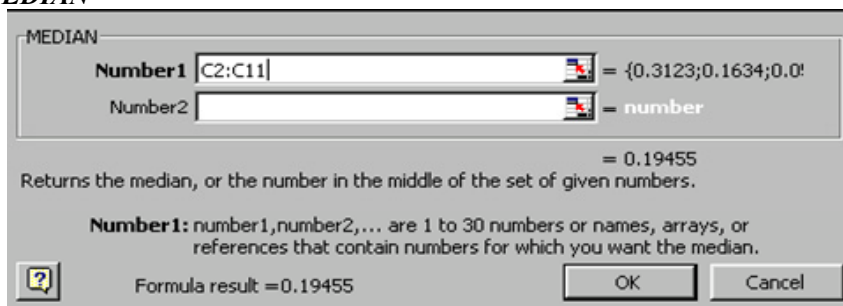 MEDIAN
Number1 C2:C11 = {0.3123;0.1634;0.0
Number2 = number
= 0.19455
Returns the median, or the number in the middle of the set of given numbers.
Number1: number1,number2,... are 1 to 30 numbers or names, arrays, or
references that contain numbers for which you want the median.
Formula result =0.19455 OK Cancel